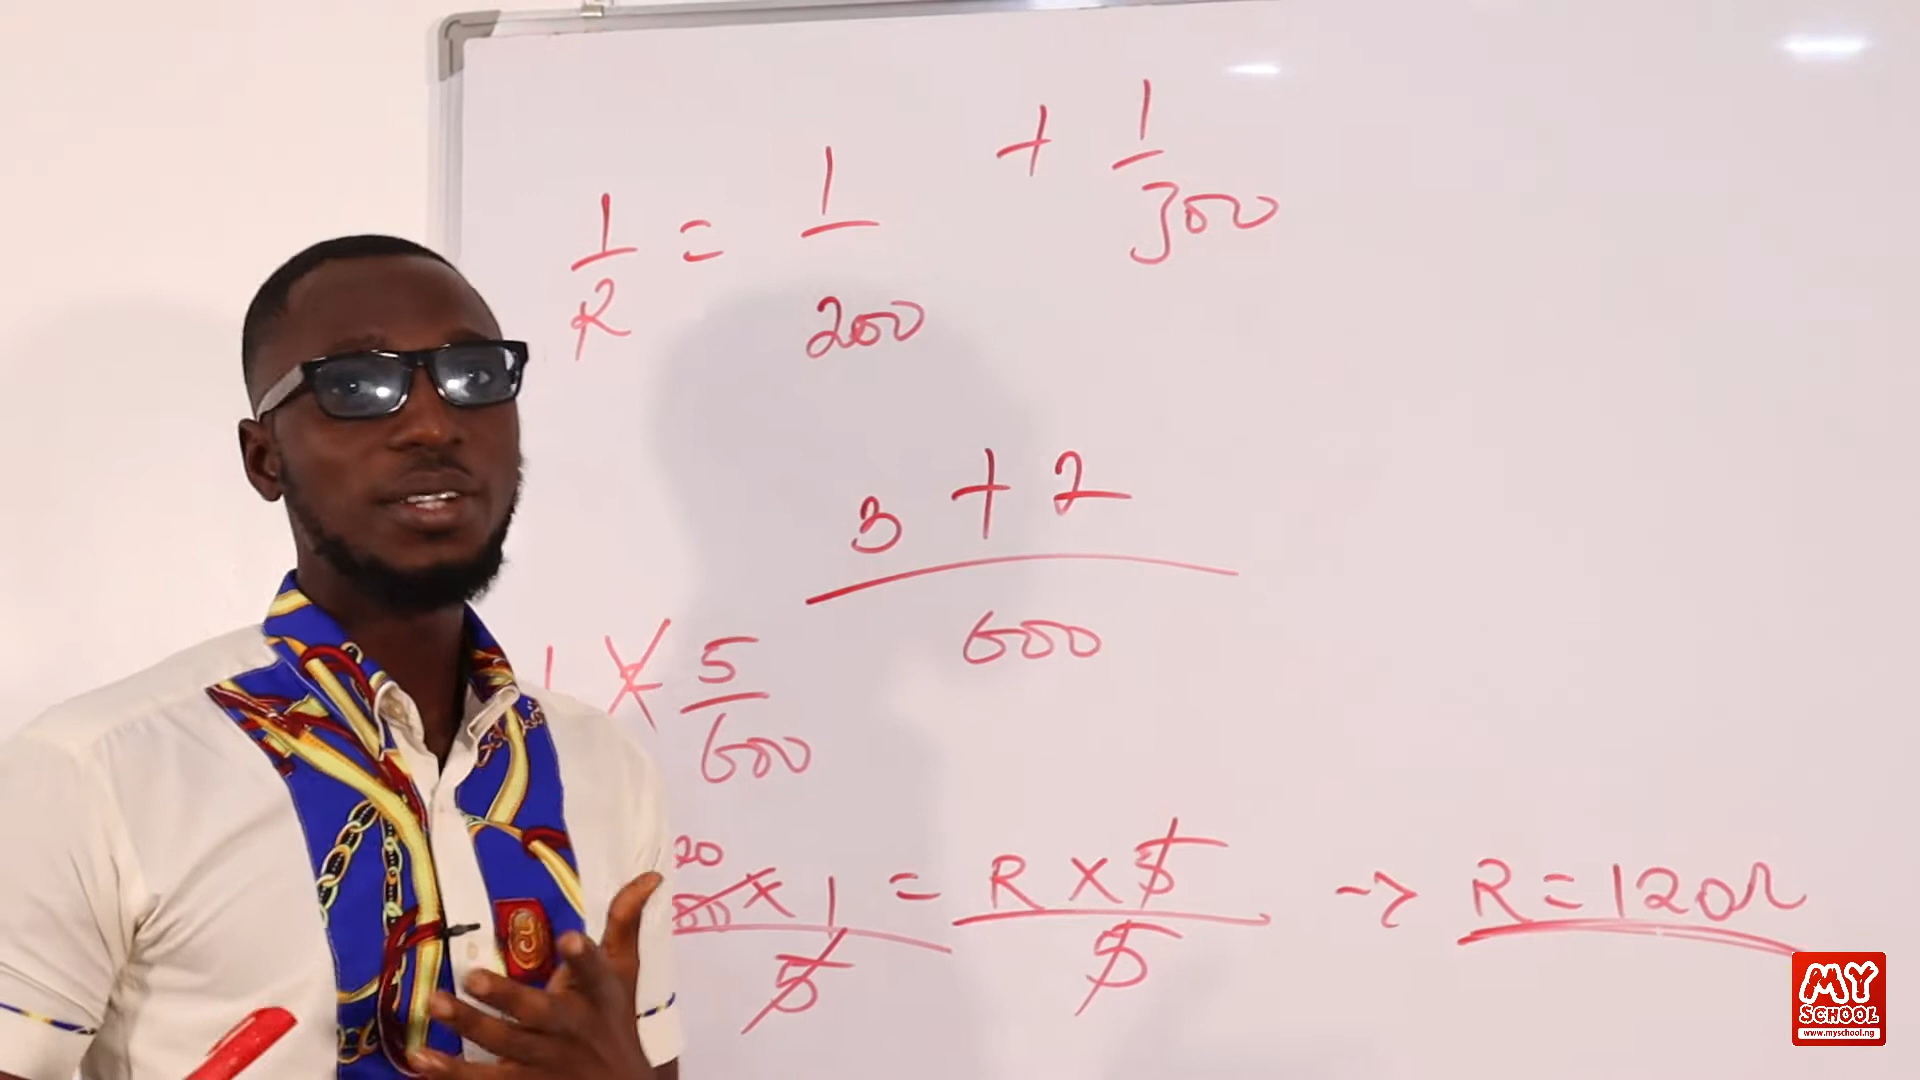 1/R = 1/200 + 1/300
3 + 2
600
1 X 5/600
20
X 1 = R X 5 → R = 120Ω
5 5
MY
SCHOOL
www.myschool.ng